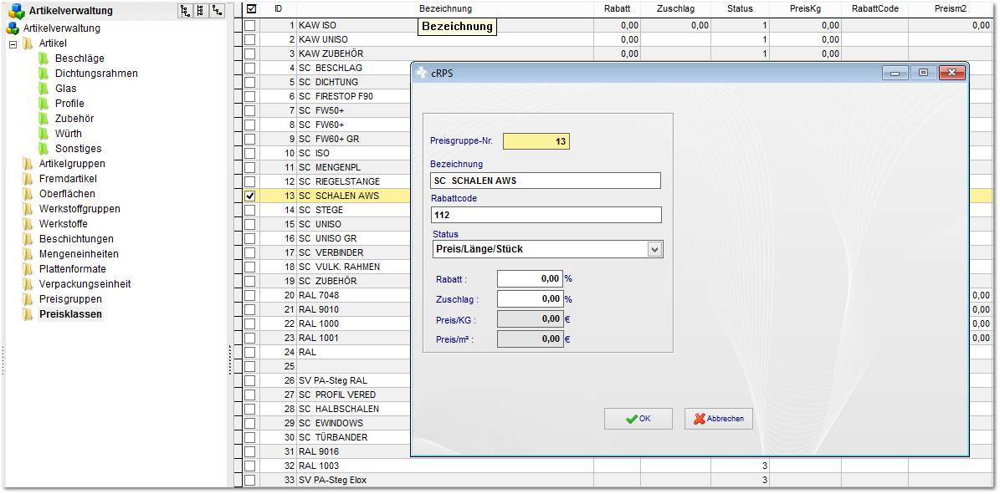 Artikelverwaltung
Artikelverwaltung
Artikel
Beschläge
Dichtungsrahmen
Glas
Profile
Zubehör
Würth
Sonstiges
Artikelgruppen
Fremdartikel
Oberflächen
Werkstoffgruppen
Werkstoffe
Beschichtungen
Mengeneinheiten
Plattenformate
Verpackungseinheit
Preisgruppen
Preisklassen
ID Bezeichnung Rabatt Zuschlag Status PreisKg RabattCode Preism2
1 KAW ISO 0,00 0,00 1 0,00 0,00
Bezeichnung
2 KAW UNISO 0,00 1 0,00
3 KAW ZUBEHÖR 0,00 1 0,00
4 SC BESCHLAG
5 SC DICHTUNG
6 SC FIRESTOP F90
7 SC FW50+
8 SC FW60+
9 SC FW60+ GR
10 SC ISO
11 SC MENGENPL
12 SC RIEGELSTANGE
13 SC SCHALEN AWS
14 SC STEGE
15 SC UNISO
16 SC UNISO GR
17 SC VERBINDER
18 SC VULK. RAHMEN
19 SC ZUBEHÖR
20 RAL 7048 0,00
21 RAL 9010 0,00
22 RAL 1000 0,00
23 RAL 1001 0,00
24 RAL
25
26 SV PA-Steg RAL
27 SC PROFIL VERED
28 SC HALBSCHALEN
29 SC EWINDOWS
30 SC TÜRBANDER
31 RAL 9016
32 RAL 1003 3
33 SV PA-Steg Elox 3
cRPS
Preisgruppe-Nr. 13
Bezeichnung
SC SCHALEN AWS
Rabattcode
112
Status
Preis/Länge/Stück
Rabatt : 0,00 %
Zuschlag : 0,00 %
Preis/KG : 0,00 €
Preis/m² : 0,00 €
OK Abbrechen